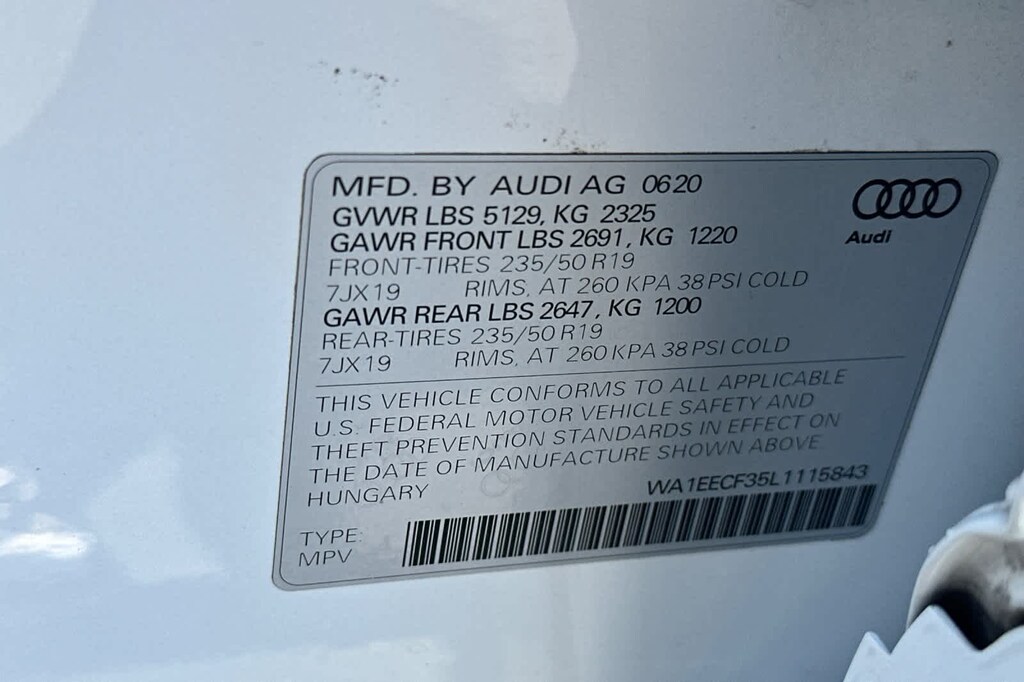 MFD. BY AUDI AG 0620
GVWR LBS 5129, KG 2325
GAWR FRONT LBS 2691, KG 1220
FRONT-TIRES 235/50 R19
7JX19 RIMS, AT 260 KPA 38 PSI COLD
GAWR REAR LBS 2647, KG 1200
REAR-TIRES 235/50 R19
7JX19 RIMS, AT 260 KPA 38 PSI COLD
Audi
THIS VEHICLE CONFORMS TO ALL APPLICABLE
U.S. FEDERAL MOTOR VEHICLE SAFETY AND
THEFT PREVENTION STANDARDS IN EFFECT ON
THE DATE OF MANUFACTURE SHOWN ABOVE
HUNGARY
WA1EECF35L1115843
TYPE:
MPV